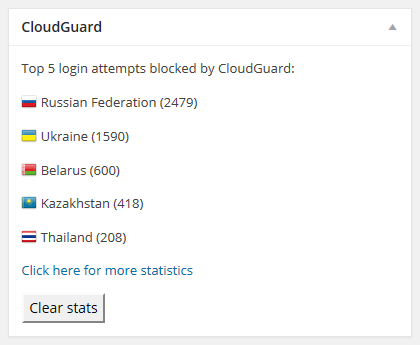 CloudGuard
Top 5 login attempts blocked by CloudGuard:
Russian Federation (2479)
Ukraine (1590)
Belarus (600)
Kazakhstan (418)
Thailand (208)
Click here for more statistics
Clear stats